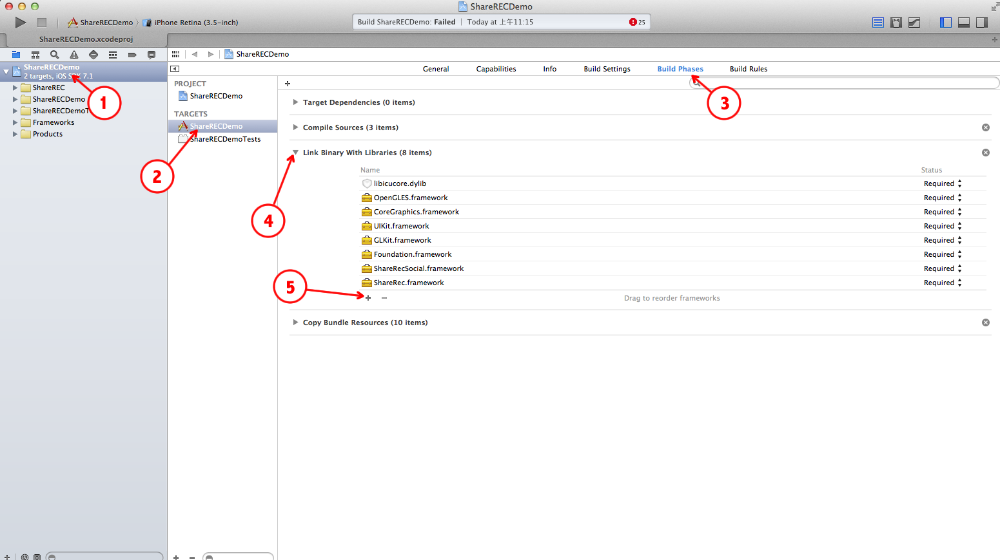 ShareRECDemo
ShareRECDemo
iPhone Retina (3.5-inch)
Build ShareRECDemo: Failed
Today at 上午11:15
25
ShareRECDemo.xcodeproj
ShareRECDemo
ShareRECDemo
2 targets, iOS SDK 7.1
ShareREC
ShareRECDemo
ShareRECDemoT
Frameworks
Products
1
General
Capabilities
Info
Build Settings
Build Phases
Build Rules
PROJECT
ShareRECDemo
TARGETS
ShareRECDemo
ShareRECDemoTests
2
3
Target Dependencies (0 items)
Compile Sources (3 items)
Link Binary With Libraries (8 items)
4
Name
Status
libicucore.dylib
Required
OpenGLES.framework
Required
CoreGraphics.framework
Required
UIKit.framework
Required
GLKit.framework
Required
Foundation.framework
Required
ShareRecSocial.framework
Required
ShareRec.framework
Required
5
Drag to reorder frameworks
Copy Bundle Resources (10 items)